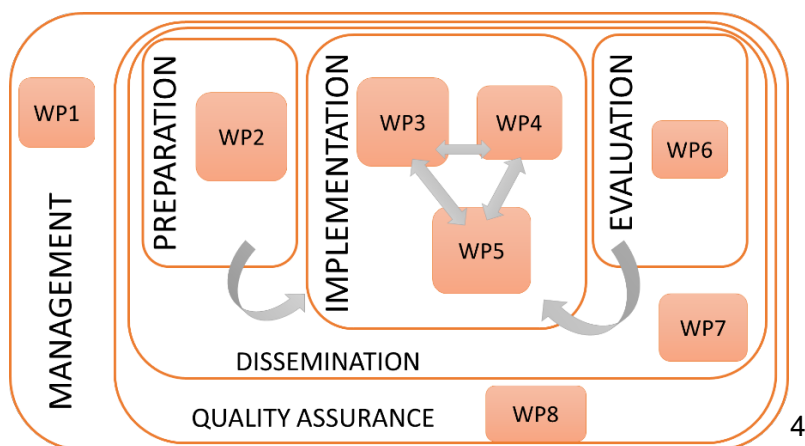 MANAGEMENT
WP1
PREPARATION
WP2
IMPLEMENTATION
WP3
WP4
WP5
EVALUATION
WP6
WP7
DISSEMINATION
QUALITY ASSURANCE
WP8
4